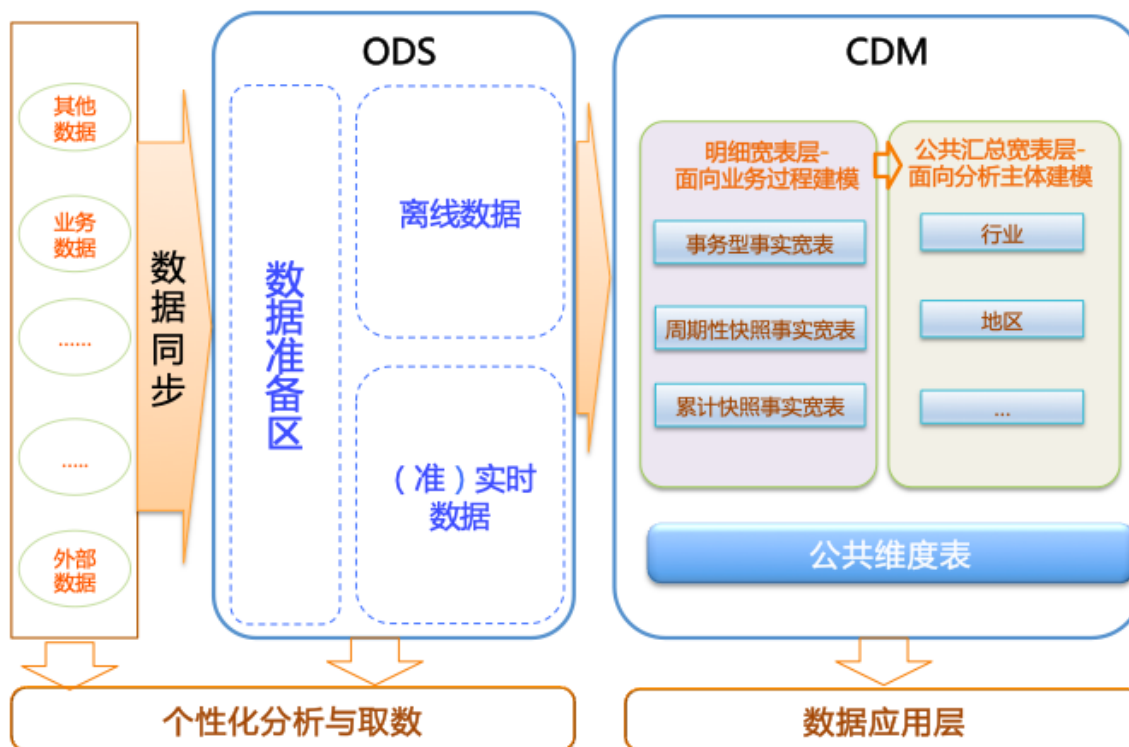 其他
数据
业务
数据
......
.....
外部
数据
数据同步
ODS
数据准备区
离线数据
（准）实时
数据
CDM
明细宽表层-
面向业务过程建模
事务型事实宽表
周期性快照事实宽表
累计快照事实宽表
公共汇总宽表层-
面向分析主体建模
行业
地区
...
公共维度表
个性化分析与取数
数据应用层